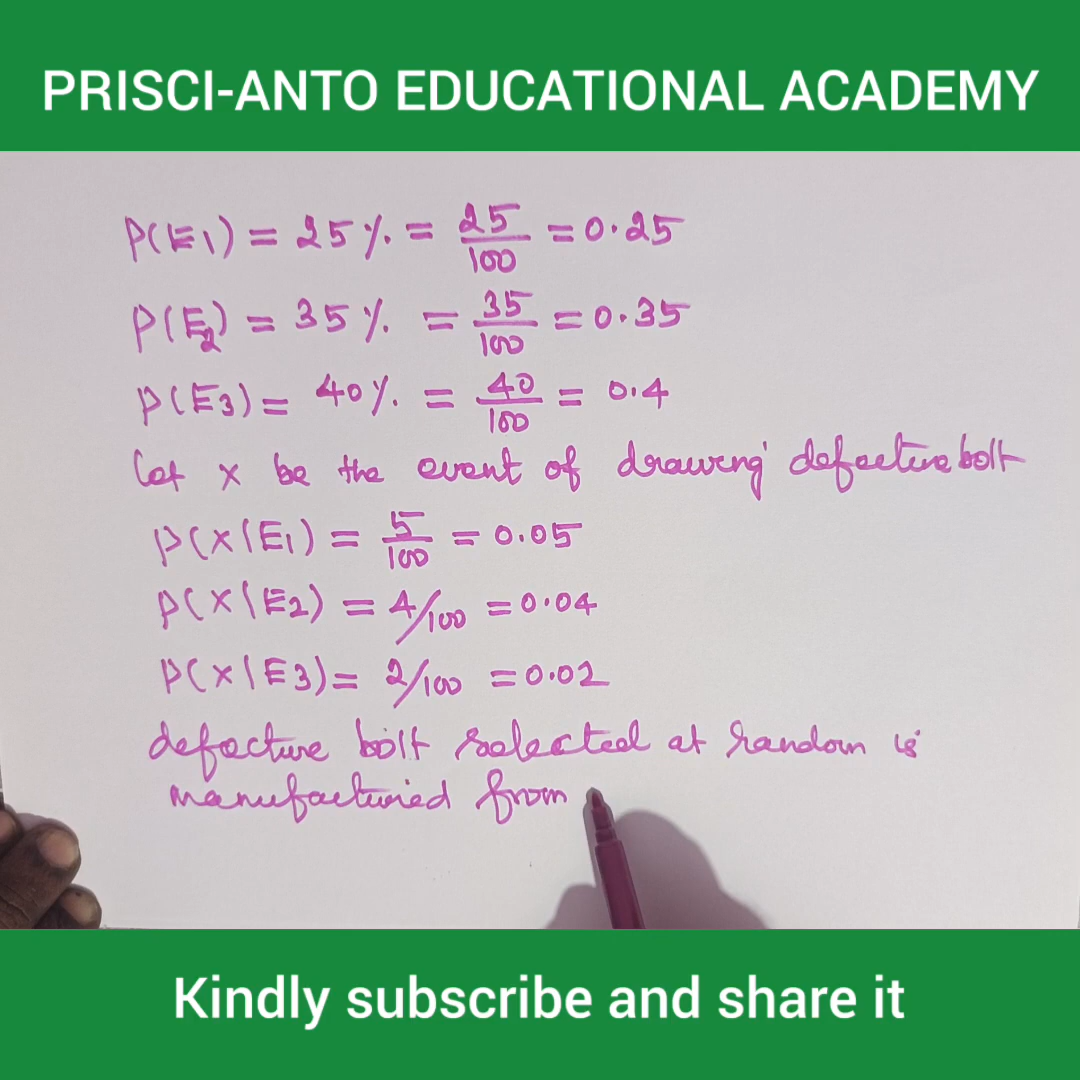 PRISCI-ANTO EDUCATIONAL ACADEMY
P(E1) = 25% = 25/100 = 0.25
P(E2) = 35% = 35/100 = 0.35
P(E3) = 40% = 40/100 = 0.4
Let x be the event of drawing defective bolt
P(X|E1) = 5/100 = 0.05
P(X|E2) = 4/100 = 0.04
P(X|E3) = 2/100 = 0.02
defective bolt selected at random is
manufactured from
Kindly subscribe and share it